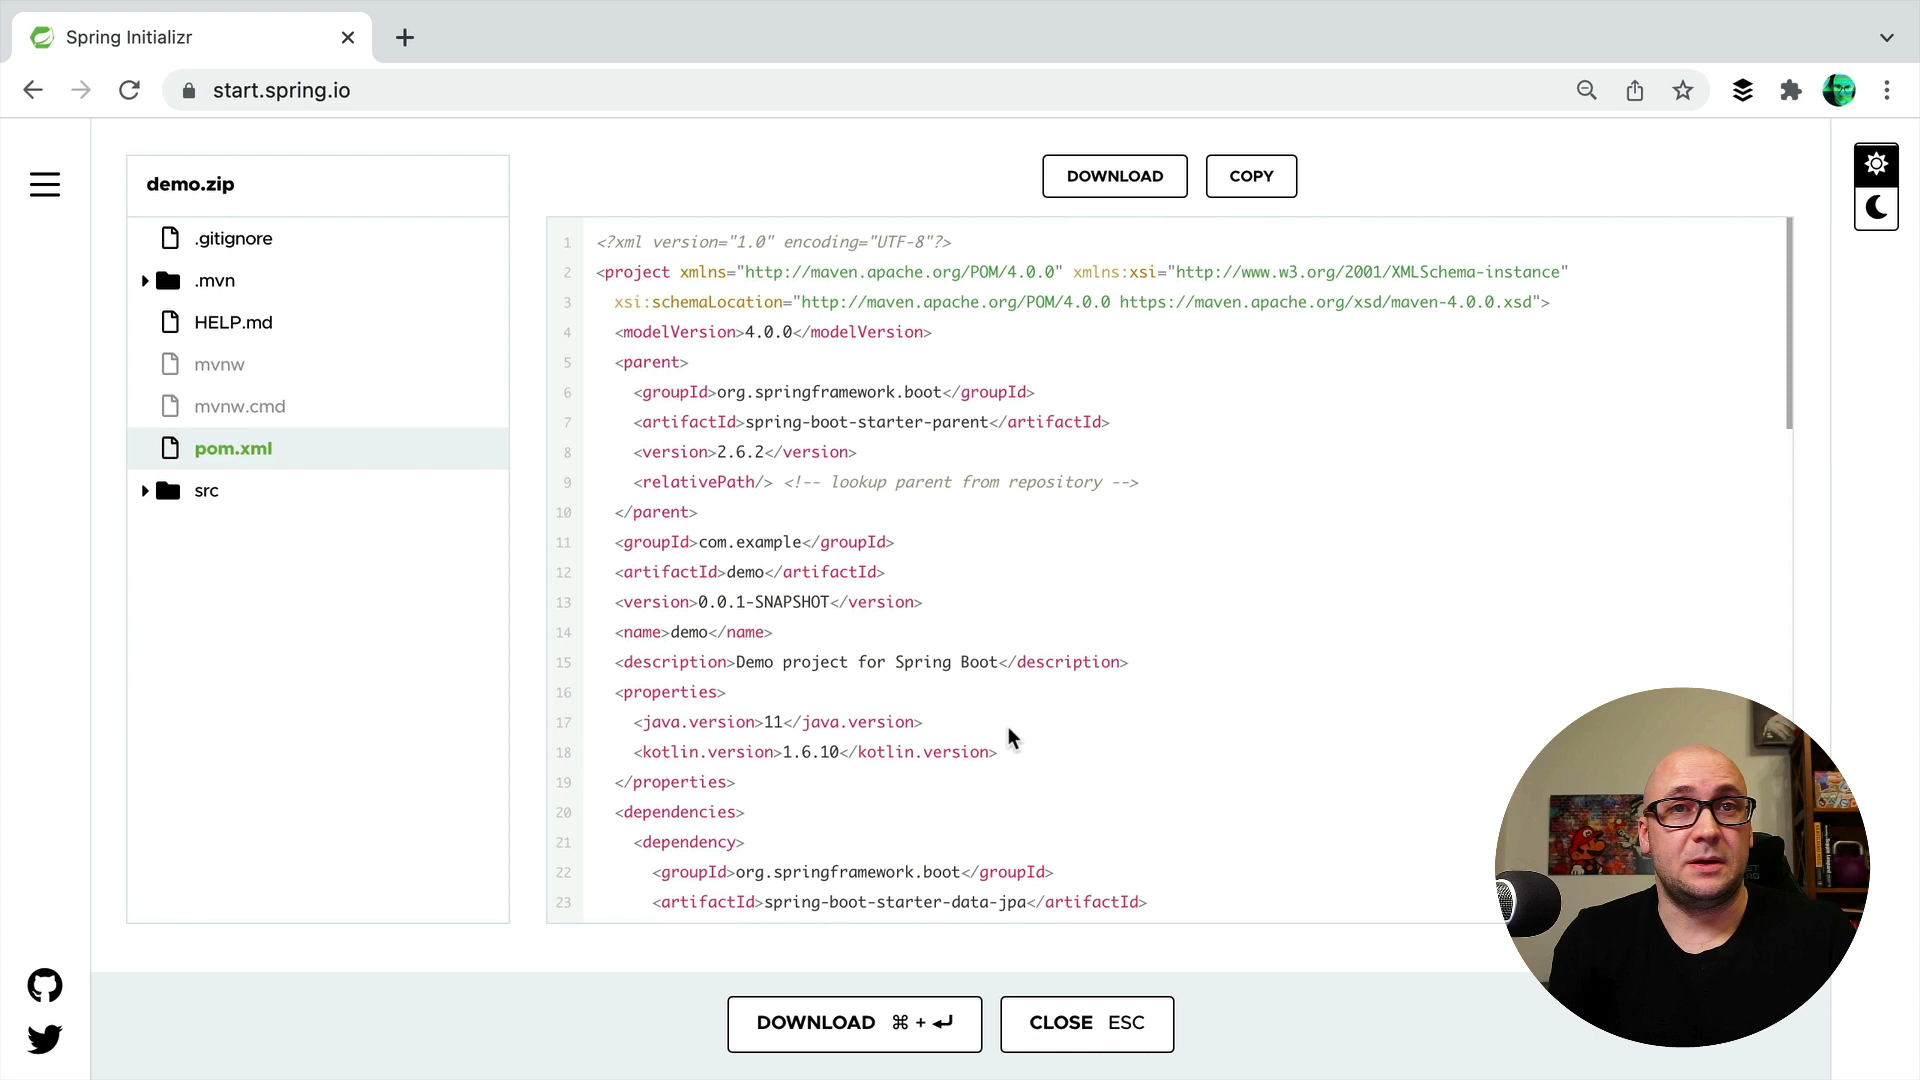 Spring Initializr
start.spring.io
demo.zip
.gitignore
.mvn
HELP.md
mvnw
mvnw.cmd
pom.xml
src
DOWNLOAD
COPY
1 <?xml version="1.0" encoding="UTF-8"?>
2 <project xmlns="http://maven.apache.org/POM/4.0.0" xmlns:xsi="http://www.w3.org/2001/XMLSchema-instance"
3 xsi:schemaLocation="http://maven.apache.org/POM/4.0.0 https://maven.apache.org/xsd/maven-4.0.0.xsd">
4 <modelVersion>4.0.0</modelVersion>
5 <parent>
6 <groupId>org.springframework.boot</groupId>
7 <artifactId>spring-boot-starter-parent</artifactId>
8 <version>2.6.2</version>
9 <relativePath/> <!-- lookup parent from repository -->
10 </parent>
11 <groupId>com.example</groupId>
12 <artifactId>demo</artifactId>
13 <version>0.0.1-SNAPSHOT</version>
14 <name>demo</name>
15 <description>Demo project for Spring Boot</description>
16 <properties>
17 <java.version>11</java.version>
18 <kotlin.version>1.6.10</kotlin.version>
19 </properties>
20 <dependencies>
21 <dependency>
22 <groupId>org.springframework.boot</groupId>
23 <artifactId>spring-boot-starter-data-jpa</artifactId>
DOWNLOAD ⌘ + ↵
CLOSE ESC